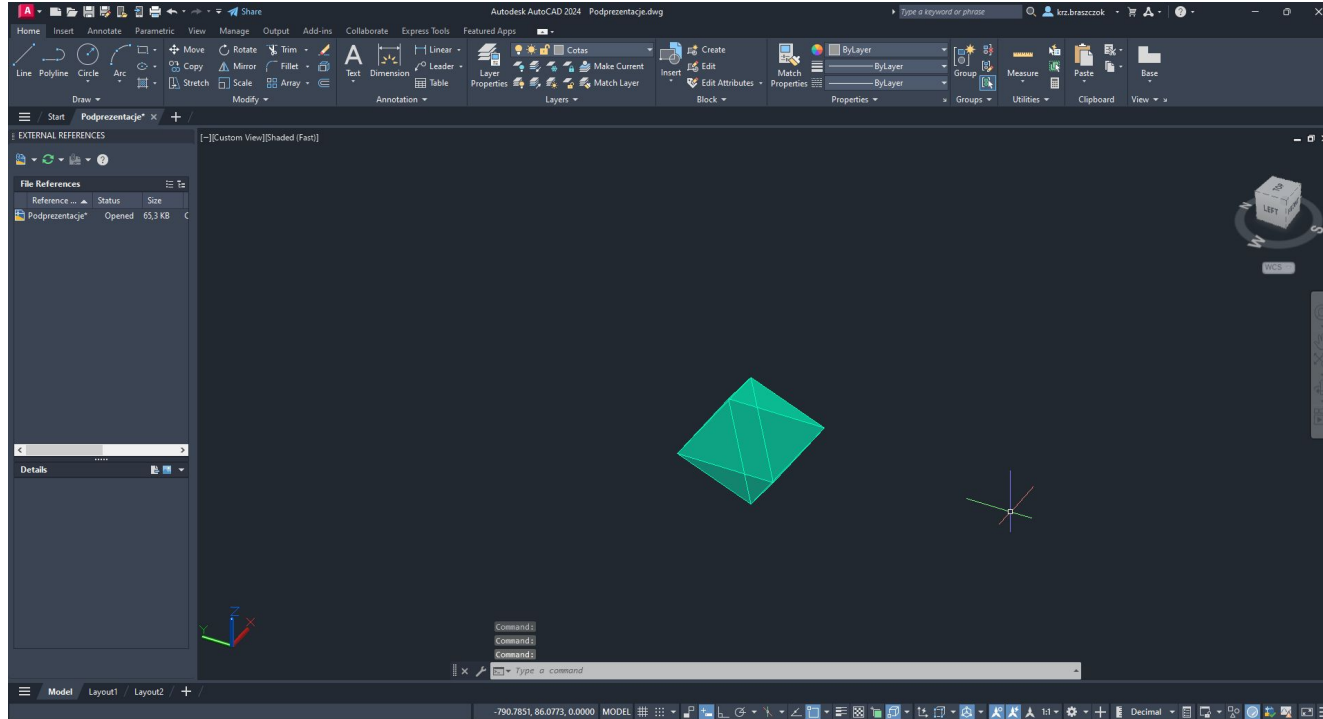 A Share Autodesk AutoCAD 2024 Podprezentacje.dwg Type a keyword or phrase krz.braszczok
Home Insert Annotate Parametric View Manage Output Add-ins Collaborate Express Tools Featured Apps
Line Polyline Circle Arc
Move Rotate Trim
Copy Mirror Fillet
Stretch Scale Array
Text Dimension
Linear
Leader
Table
Layer Properties
Cotas
Make Current
Match Layer
Insert
Create
Edit
Edit Attributes
Match Properties
ByLayer
ByLayer
ByLayer
Group Measure Paste Base
Draw Modify Annotation Layers Block Properties Groups Utilities Clipboard View
Start Podprezentacje*
EXTERNAL REFERENCES
[−][Custom View][Shaded (Fast)]
File References
Reference ... Status Size
Podprezentacje* Opened 65,3 KB C
TOP
LEFT
N
S
W
WCS
Details
Z
X
Y
Command:
Command:
Command:
Type a command
Model Layout1 Layout2
-790.7851, 86.0773, 0.0000 MODEL 1:1 Decimal